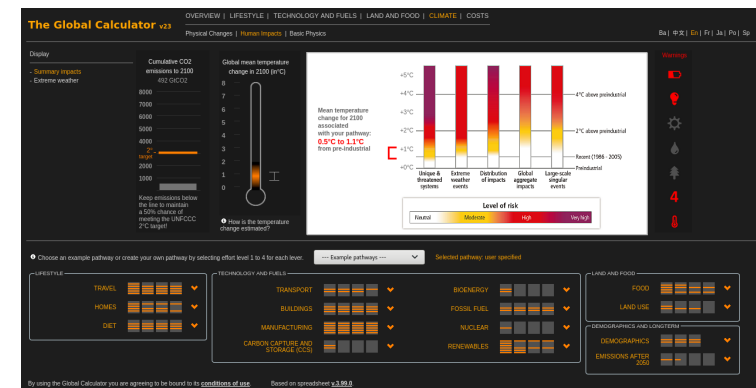 The Global Calculator v23
OVERVIEW | LIFESTYLE | TECHNOLOGY AND FUELS | LAND AND FOOD | CLIMATE | COSTS
Physical Changes | Human Impacts | Basic Physics
Ba | 中文 | En | Fr | Ja | Po | Sp
Display
- Summary impacts
- Extreme weather
Cumulative CO2
emissions to 2100
492 GtCO2
8000
7000
6000
5000
4000
2°
target
2000
1000
Keep emissions below
the line to maintain
a 50% chance of
meeting the UNFCCC
2°C target!
Global mean temperature
change in 2100 (in°C)
8
7
6
5
4
3
2
1
0
How is the temperature
change estimated?
Mean temperature
change for 2100
associated
with your pathway:
0.5°C to 1.1°C
from pre-industrial
+5°C
+4°C
+3°C
+2°C
+1°C
+0°C
4°C above preindustrial
2°C above preindustrial
Recent (1986 - 2005)
Preindustrial
Unique &
threatened
systems
Extreme
weather
events
Distribution
of impacts
Global
aggregate
impacts
Large-scale
singular
events
Level of risk
Neutral Moderate High Very high
Warnings
4
Choose an example pathway or create your own pathway by selecting effort level 1 to 4 for each lever.
--- Example pathways ---
Selected pathway: user specified
LIFESTYLE
TRAVEL
HOMES
DIET
TECHNOLOGY AND FUELS
TRANSPORT
BUILDINGS
MANUFACTURING
CARBON CAPTURE AND
STORAGE (CCS)
BIOENERGY
FOSSIL FUEL
NUCLEAR
RENEWABLES
LAND AND FOOD
FOOD
LAND USE
DEMOGRAPHICS AND LONGTERM
DEMOGRAPHICS
EMISSIONS AFTER
2050
By using the Global Calculator you are agreeing to be bound to its conditions of use. Based on spreadsheet v.3.99.0.